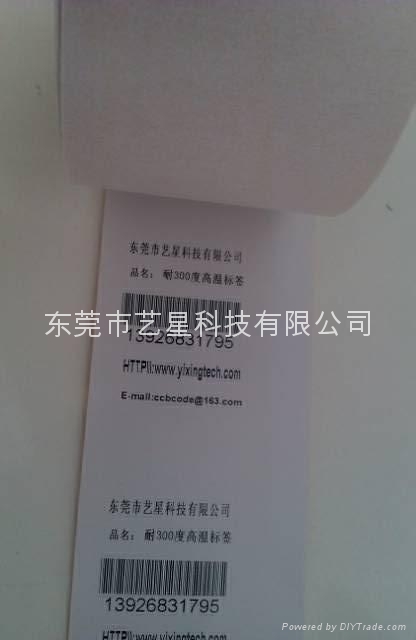 东莞市艺星科技有限公司
品名：耐300度高温标签
东莞市艺星科技有限公司
13926831795
HTTP\\:www.yixingtech.com
E-mail:ccbcode@163.com
东莞市艺星科技有限公司
品名：耐300度高温标签
13926831795
Powered by DIYTrade.com